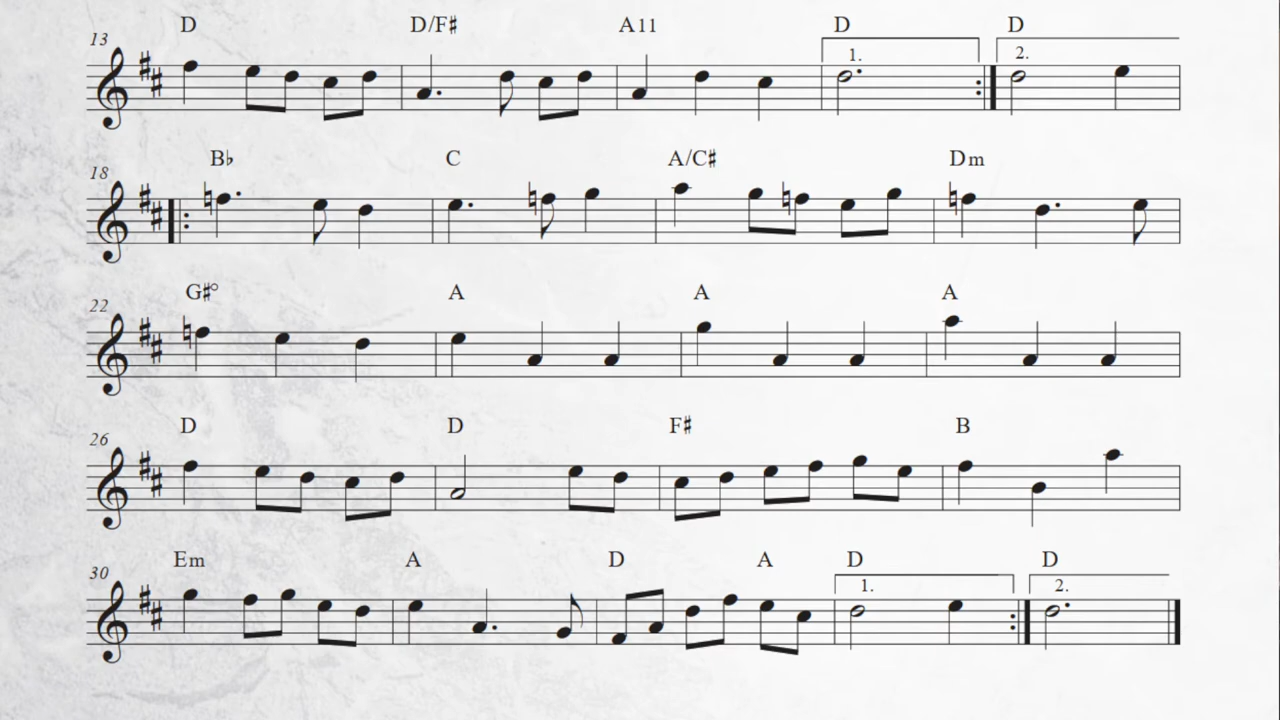 D D/F♯ A11 D D
13 1. 2.
B♭ C A/C♯ Dm
18
G♯° A A A
22
D D F♯ B
26
Em A D A D D
30 1. 2.